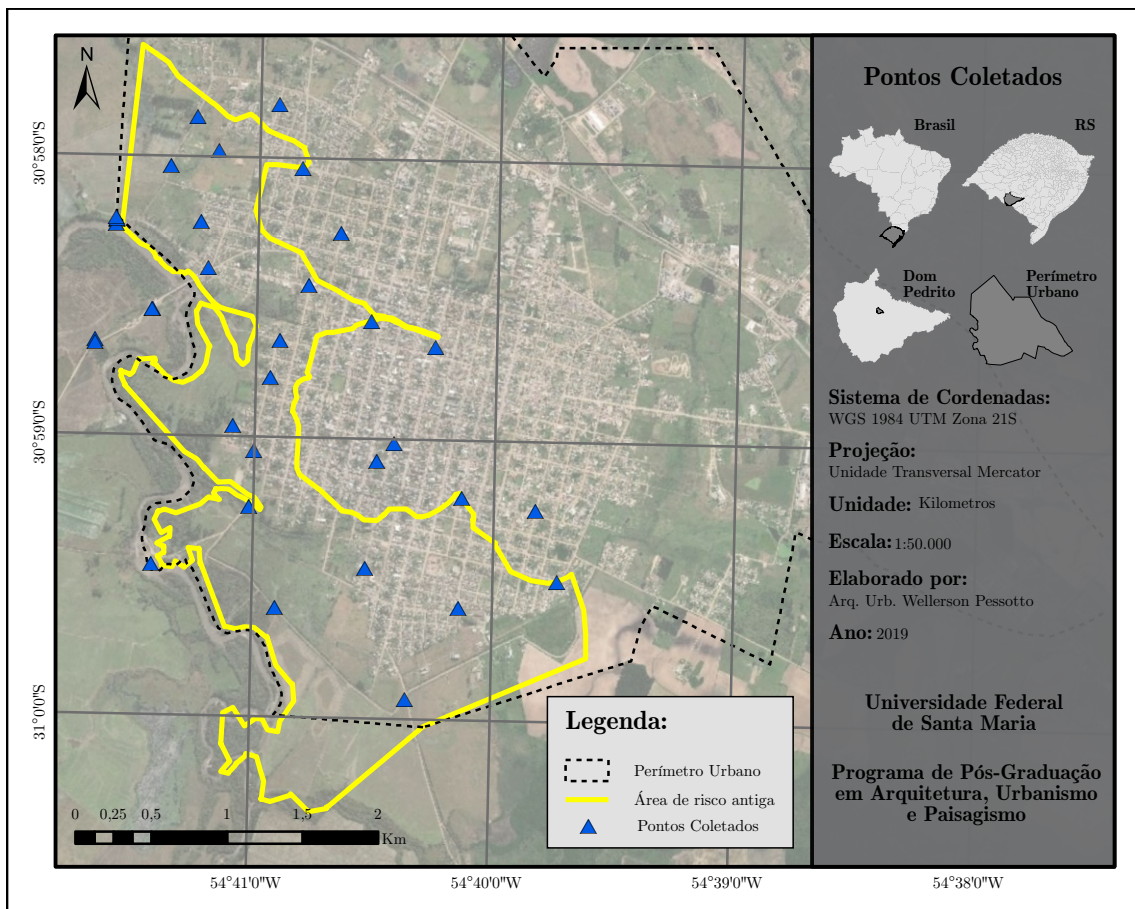 N
30°58'0"S
30°59'0"S
31°0'0"S
54°41'0"W
54°40'0"W
54°39'0"W
54°38'0"W
0 0,25 0,5 1 1,5 2
Km
Legenda:
Perímetro Urbano
Área de risco antiga
Pontos Coletados
Pontos Coletados
Brasil
RS
Dom
Pedrito
Perímetro
Urbano
Sistema de Cordenadas:
WGS 1984 UTM Zona 21S
Projeção:
Unidade Transversal Mercator
Unidade: Kilometros
Escala: 1:50.000
Elaborado por:
Arq. Urb. Wellerson Pessotto
Ano: 2019
Universidade Federal
de Santa Maria
Programa de Pós-Graduação
em Arquitetura, Urbanismo
e Paisagismo